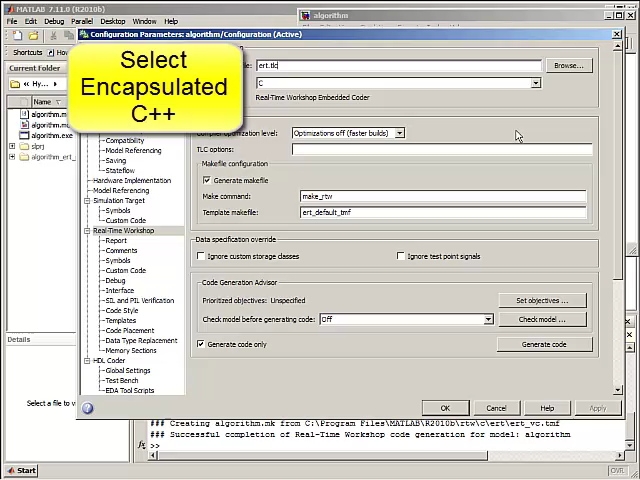 MATLAB 7.11.0 (R2010b)
algorithm
File Edit Debug Parallel Desktop
Configuration Parameters: algorithm/Configuration (Active)
Shortcuts
Select
Encapsulated
C++
ert.tlc
Browse...
C
Real-Time Workshop Embedded Coder
Current Folder
« Hy...
Name
algorithm.m
algorithm.m
algorithm.exe
slprj
algorithm_ert_
Compiler optimization level:
Optimizations off (faster builds)
TLC options:
Makefile configuration
Generate makefile
Make command:
make_rtw
Template makefile:
ert_default_tmf
Data specification override
Ignore custom storage classes
Ignore test point signals
Code Generation Advisor
Prioritized objectives: Unspecified
Set objectives ...
Check model before generating code:
Off
Check model ...
Generate code only
Generate code
Compatibility
Model Referencing
Saving
Stateflow
Hardware Implementation
Model Referencing
Simulation Target
Symbols
Custom Code
Real-Time Workshop
Report
Comments
Symbols
Custom Code
Debug
Interface
SIL and PIL Verification
Code Style
Templates
Code Placement
Data Type Replacement
Memory Sections
HDL Coder
Global Settings
Test Bench
EDA Tool Scripts
Details
Select a file to v
OK
Cancel
Help
Apply
### Creating algorithm.mk from C:\Program Files\MATLAB\R2010b\rtw\c\ert\ert_vc.tmf
### Successful completion of Real-Time Workshop code generation for model: algorithm
fx >>
Start
OVR